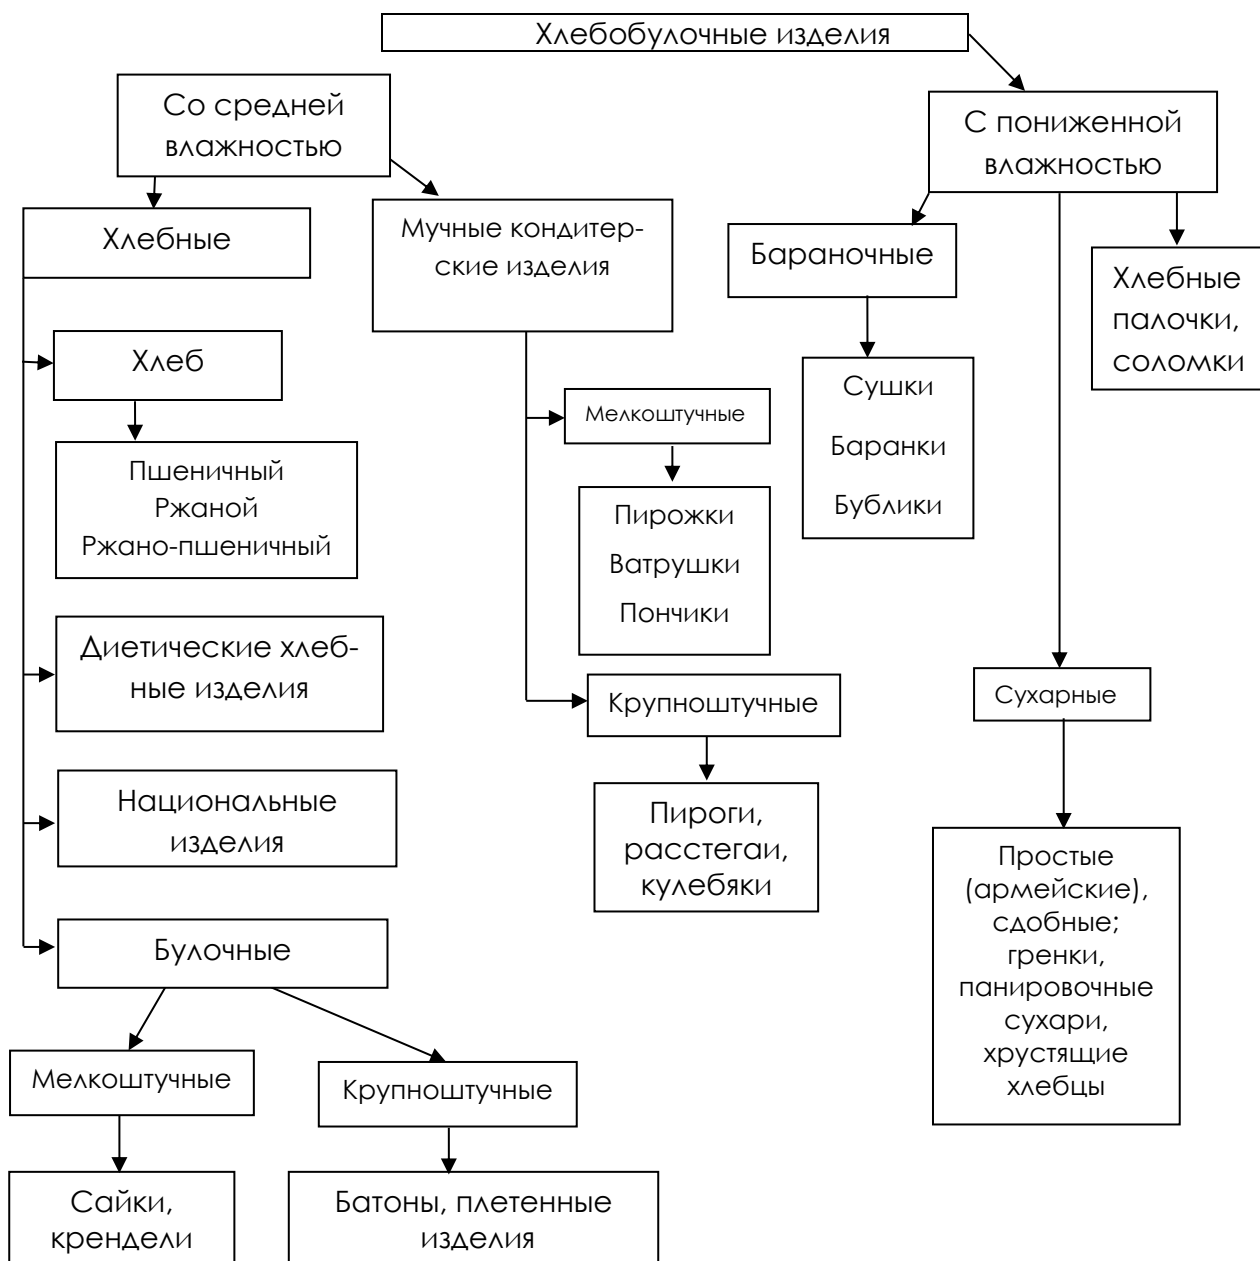 Хлебобулочные изделия
Со средней
влажностью
С пониженной
влажностью
Хлебные
Мучные кондитер-
ские изделия
Бараночные
Хлебные
палочки,
соломки
Хлеб
Сушки
Баранки
Бублики
Мелкоштучные
Пшеничный
Ржаной
Ржано-пшеничный
Пирожки
Ватрушки
Пончики
Диетические хлеб-
ные изделия
Крупноштучные
Сухарные
Национальные
изделия
Пироги,
расстегаи,
кулебяки
Простые
(армейские),
сдобные;
гренки,
панировочные
сухари,
хрустящие
хлебцы
Булочные
Мелкоштучные
Крупноштучные
Сайки,
крендели
Батоны, плетенные
изделия